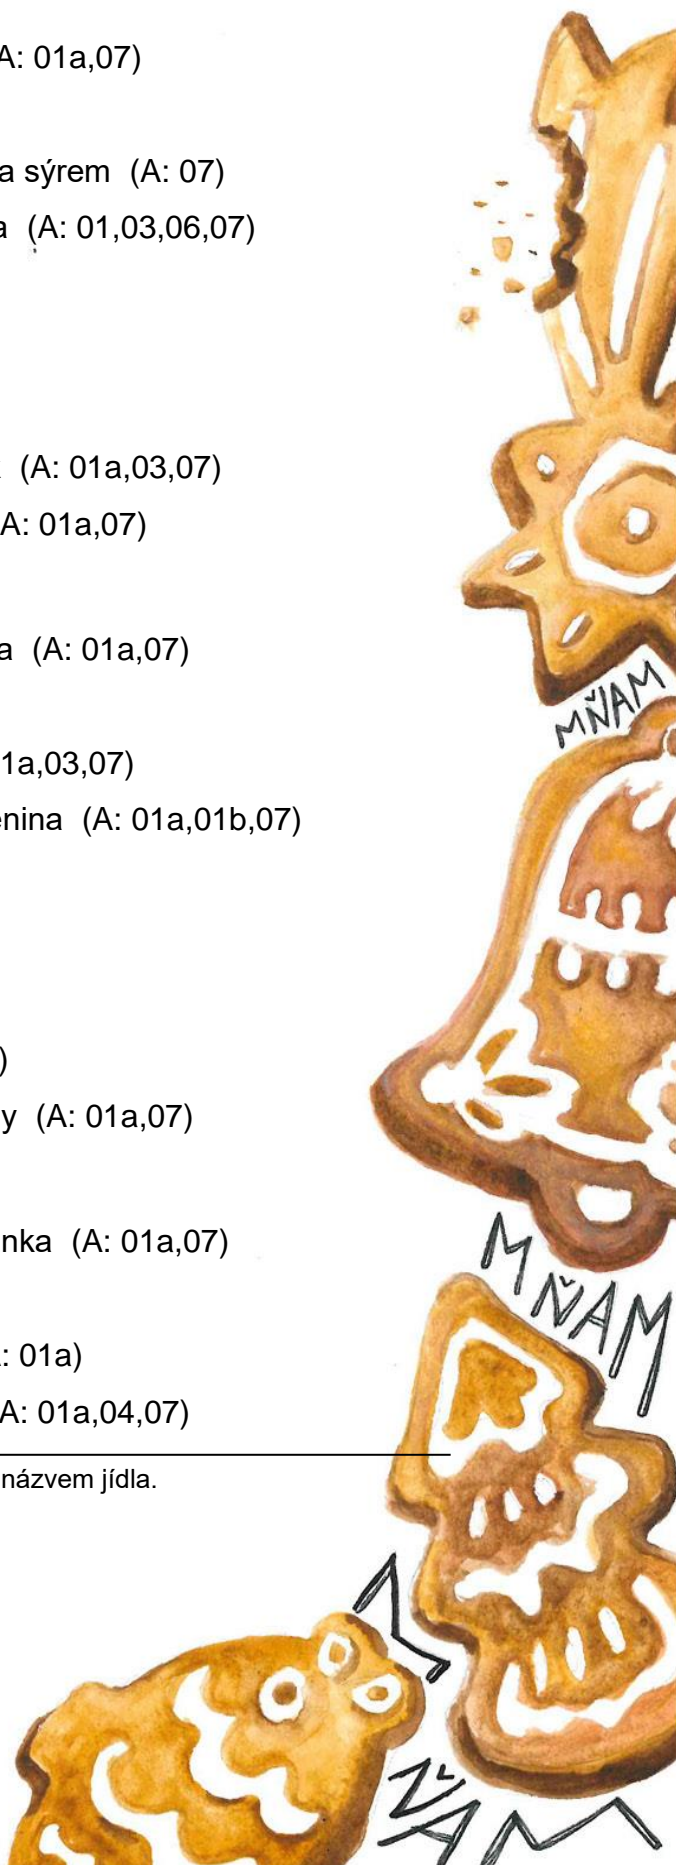 A: 01a,07)
a sýrem (A: 07)
a (A: 01,03,06,07)
(A: 01a,03,07)
A: 01a,07)
a (A: 01a,07)
1a,03,07)
enina (A: 01a,01b,07)
)
y (A: 01a,07)
nka (A: 01a,07)
: 01a)
A: 01a,04,07)
názvem jídla.
MŇAM
MŇAM
MŇAM